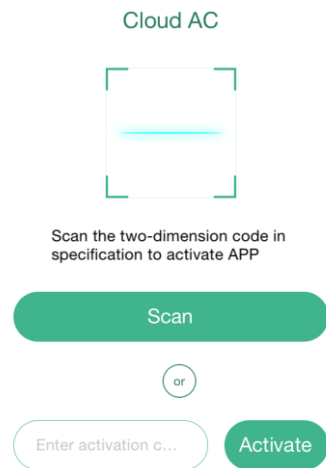 Cloud AC
Scan the two-dimension code in
specification to activate APP
Scan
or
Enter activation c...
Activate